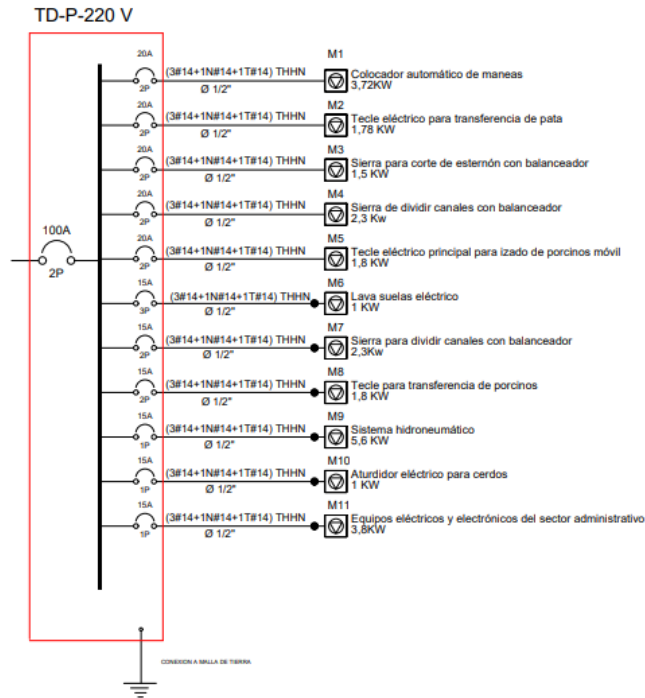 TD-P-220 V
100A
2P
20A
2P
(3#14+1N#14+1T#14) THHN
Ø 1/2"
M1
Colocador automático de maneas
3,72KW
20A
2P
(3#14+1N#14+1T#14) THHN
Ø 1/2"
M2
Tecle eléctrico para transferencia de pata
1,78 KW
20A
2P
(3#14+1N#14+1T#14) THHN
Ø 1/2"
M3
Sierra para corte de esternón con balanceador
1,5 KW
20A
2P
(3#14+1N#14+1T#14) THHN
Ø 1/2"
M4
Sierra de dividir canales con balanceador
2,3 Kw
20A
2P
(3#14+1N#14+1T#14) THHN
Ø 1/2"
M5
Tecle eléctrico principal para izado de porcinos móvil
1,8 KW
15A
3P
(3#14+1N#14+1T#14) THHN
Ø 1/2"
M6
Lava suelas eléctrico
1 KW
15A
2P
(3#14+1N#14+1T#14) THHN
Ø 1/2"
M7
Sierra para dividir canales con balanceador
2,3Kw
15A
2P
(3#14+1N#14+1T#14) THHN
Ø 1/2"
M8
Tecle para transferencia de porcinos
1,8 KW
15A
1P
(3#14+1N#14+1T#14) THHN
Ø 1/2"
M9
Sistema hidroneumático
5,6 KW
15A
1P
(3#14+1N#14+1T#14) THHN
Ø 1/2"
M10
Aturdidor eléctrico para cerdos
1 KW
15A
1P
(3#14+1N#14+1T#14) THHN
Ø 1/2"
M11
Equipos eléctricos y electrónicos del sector administrativo
3,8KW
CONEXION A MALLA DE TIERRA